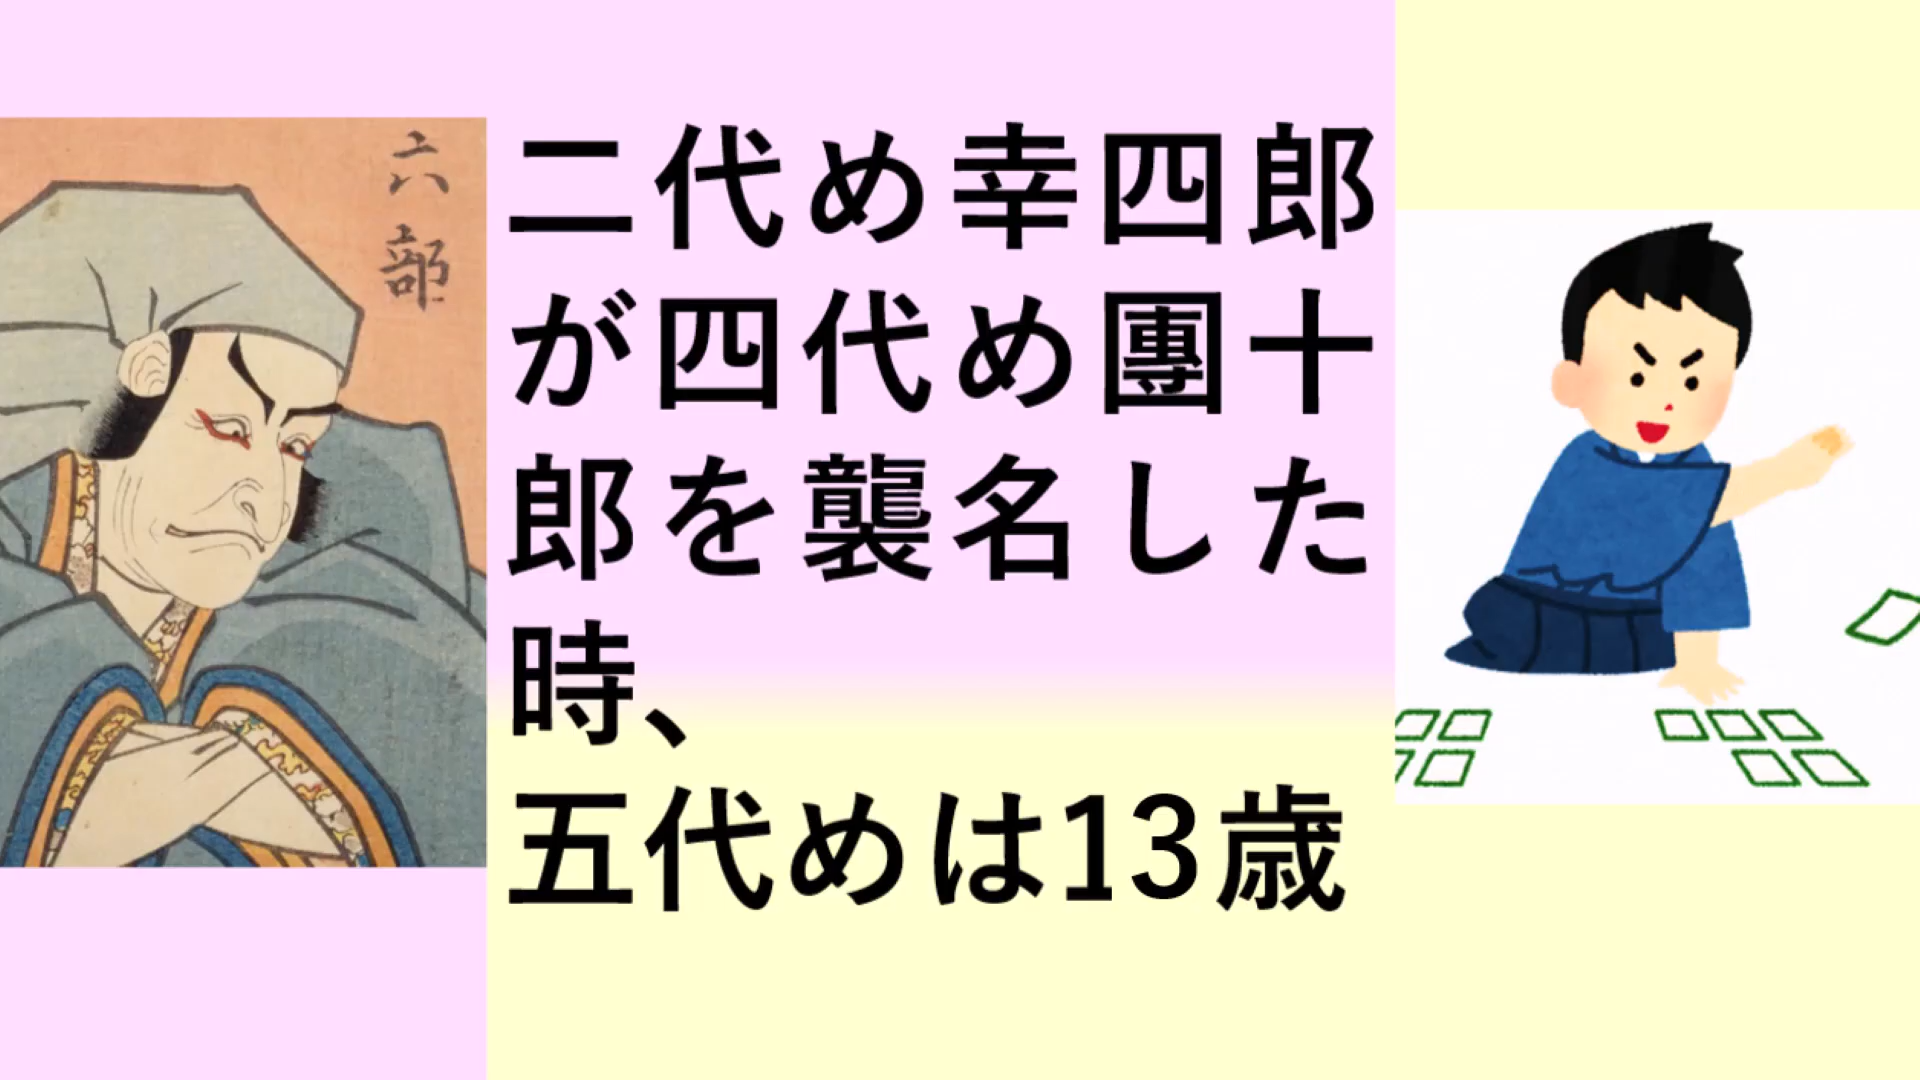 六部
二代め幸四郎
が四代め團十
郎を襲名した
時、
五代めは13歳